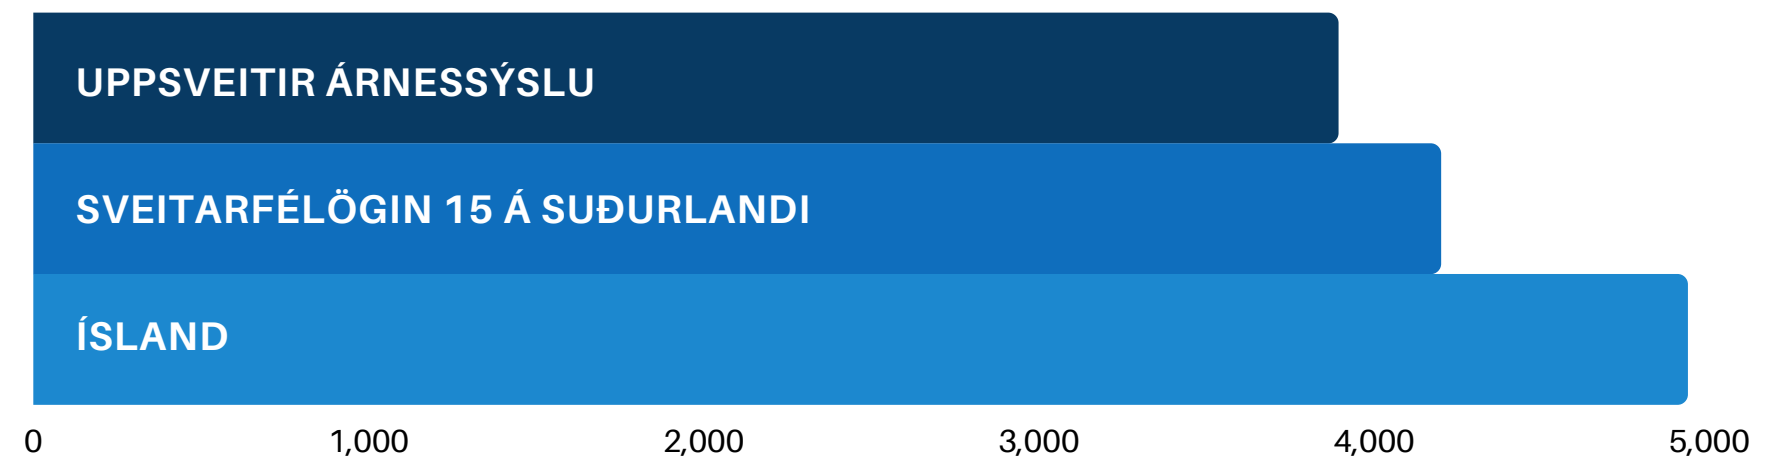 UPPSVEITIR ÁRNESSÝSLU
SVEITARFÉLÖGIN 15 Á SUÐURLANDI
ÍSLAND
0 1,000 2,000 3,000 4,000 5,000